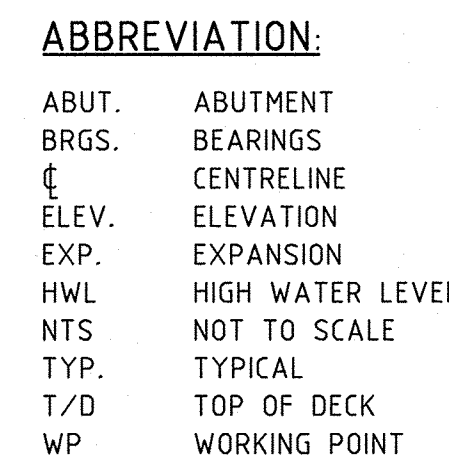 ABBREVIATION:
ABUT. ABUTMENT
BRGS. BEARINGS
℄ CENTRELINE
ELEV. ELEVATION
EXP. EXPANSION
HWL HIGH WATER LEVEL
NTS NOT TO SCALE
TYP. TYPICAL
T/D TOP OF DECK
WP WORKING POINT